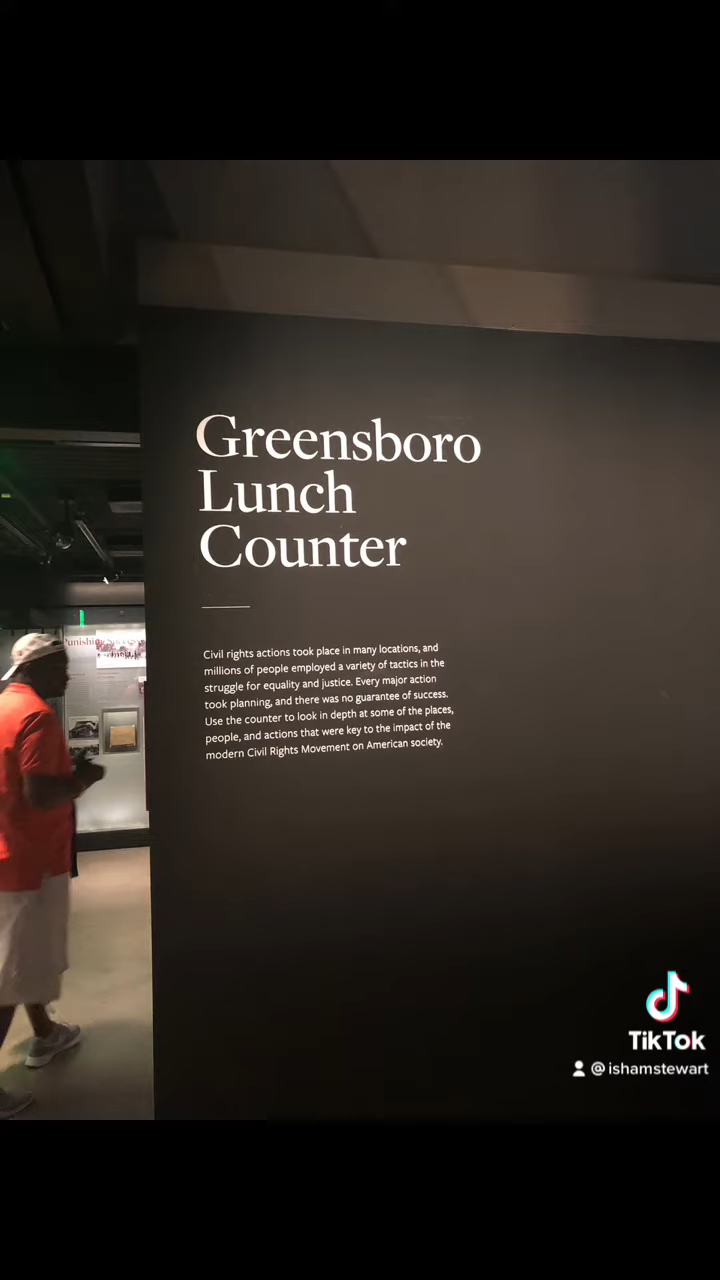 Greensboro
Lunch
Counter
Civil rights actions took place in many locations, and
millions of people employed a variety of tactics in the
struggle for equality and justice. Every major action
took planning, and there was no guarantee of success.
Use the counter to look in depth at some of the places,
people, and actions that were key to the impact of the
modern Civil Rights Movement on American society.
Punishing Success
TikTok
@ishamstewart